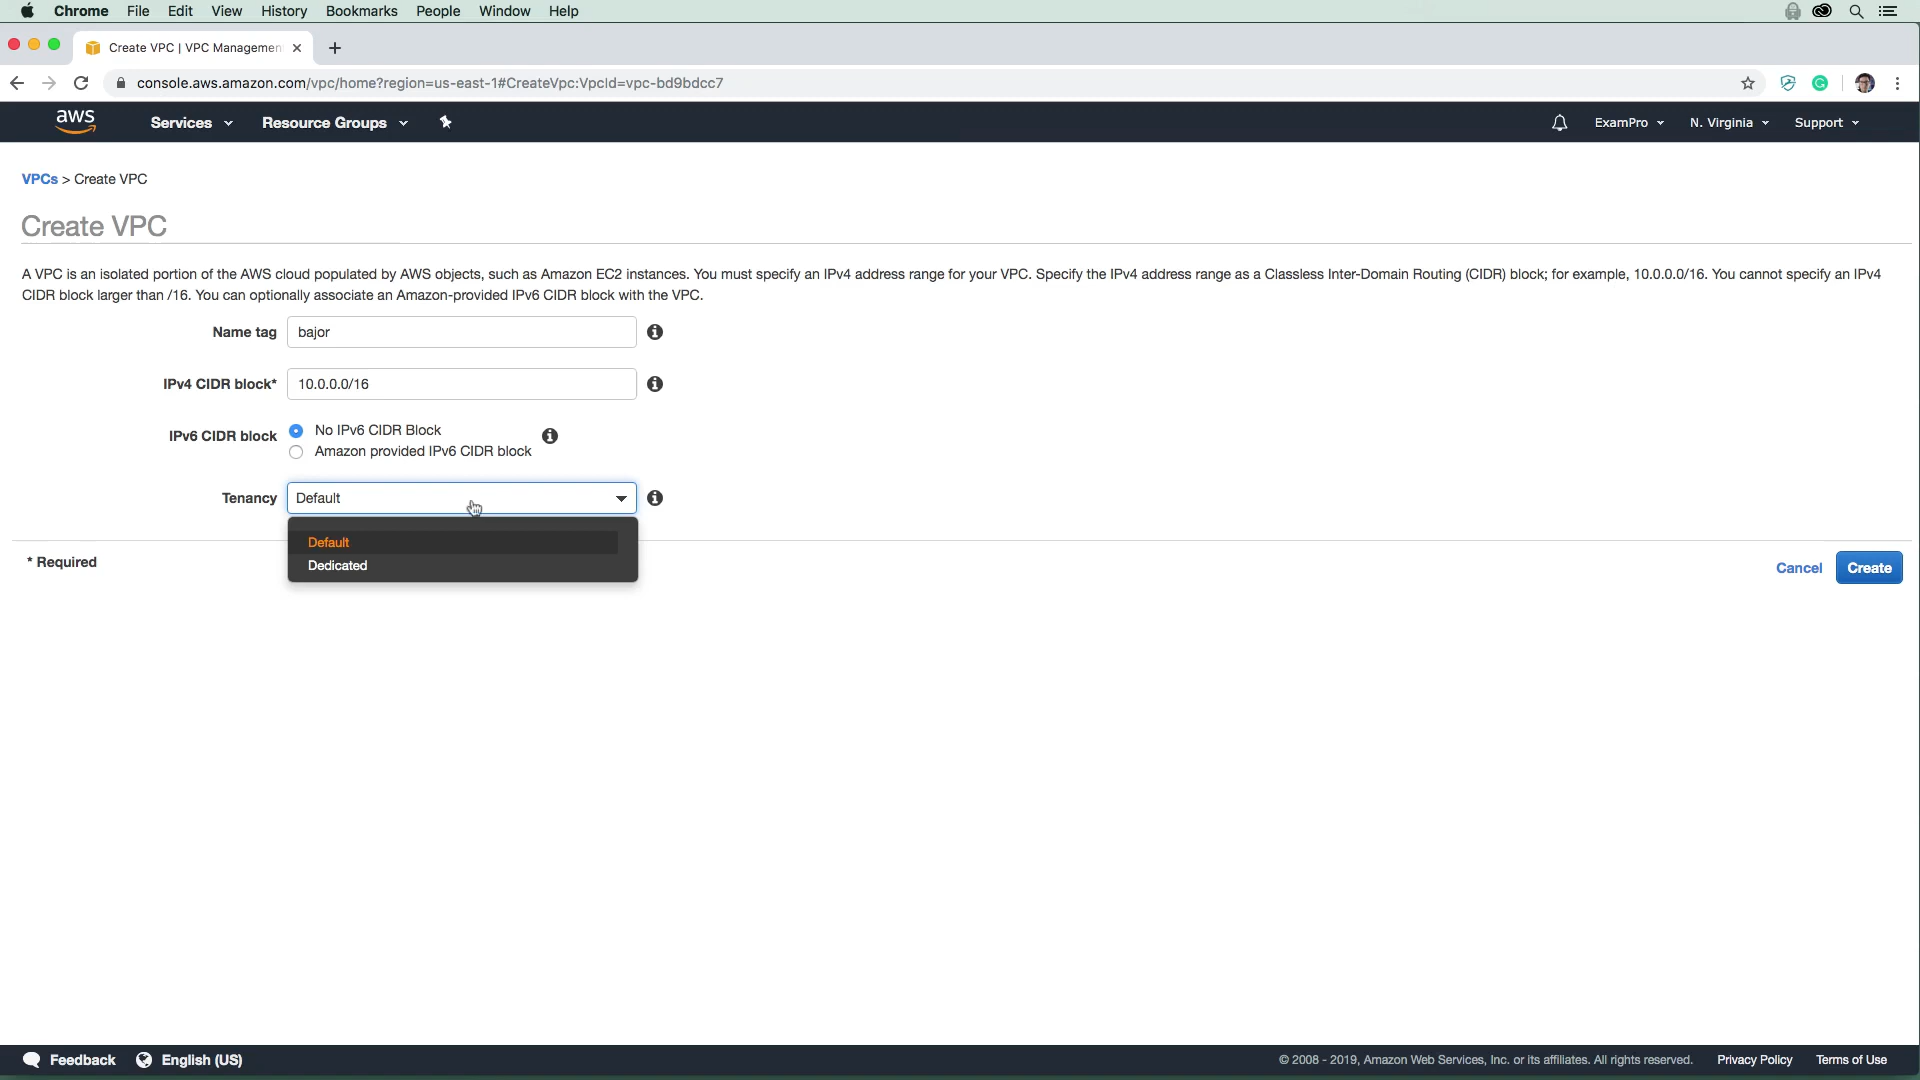 Chrome File Edit View History Bookmarks People Window Help
Create VPC | VPC Managemen
console.aws.amazon.com/vpc/home?region=us-east-1#CreateVpc:VpcId=vpc-bd9bdcc7
aws Services Resource Groups ExamPro N. Virginia Support
VPCs > Create VPC
Create VPC
A VPC is an isolated portion of the AWS cloud populated by AWS objects, such as Amazon EC2 instances. You must specify an IPv4 address range for your VPC. Specify the IPv4 address range as a Classless Inter-Domain Routing (CIDR) block; for example, 10.0.0.0/16. You cannot specify an IPv4
CIDR block larger than /16. You can optionally associate an Amazon-provided IPv6 CIDR block with the VPC.
Name tag bajor
IPv4 CIDR block* 10.0.0.0/16
IPv6 CIDR block No IPv6 CIDR Block
Amazon provided IPv6 CIDR block
Tenancy Default
Default
Dedicated
* Required
Cancel Create
Feedback English (US) © 2008 - 2019, Amazon Web Services, Inc. or its affiliates. All rights reserved. Privacy Policy Terms of Use